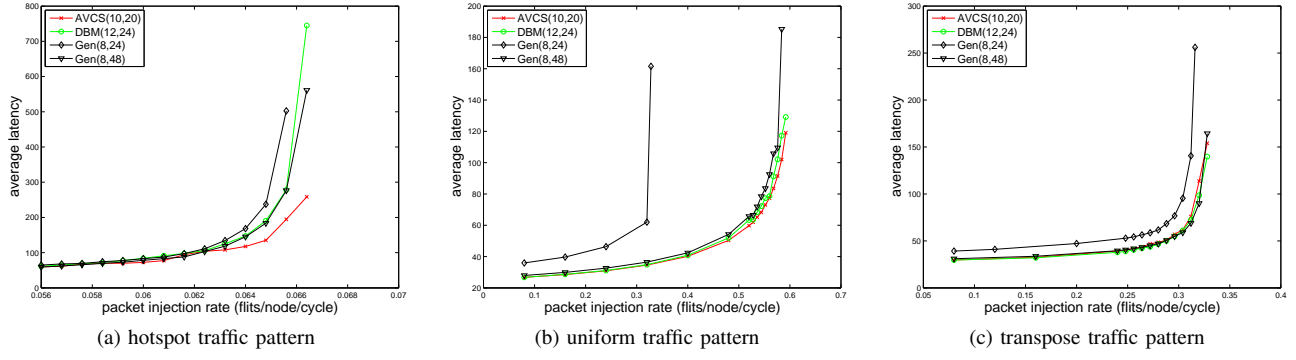 AVCS(10,20)
DBM(12,24)
Gen(8,24)
Gen(8,48)
800
700
600
500
400
300
200
100
0
average latency
0.056
0.058
0.06
0.062
0.064
0.066
0.068
0.07
packet injection rate (flits/node/cycle)
(a) hotspot traffic pattern
AVCS(10,20)
DBM(12,24)
Gen(8,24)
Gen(8,48)
200
180
160
140
120
100
80
60
40
20
average latency
0
0.1
0.2
0.3
0.4
0.5
0.6
0.7
packet injection rate (flits/node/cycle)
(b) uniform traffic pattern
AVCS(10,20)
DBM(12,24)
Gen(8,24)
Gen(8,48)
300
250
200
150
100
50
0
average latency
0.05
0.1
0.15
0.2
0.25
0.3
0.35
0.4
packet injection rate (flits/node/cycle)
(c) transpose traffic pattern